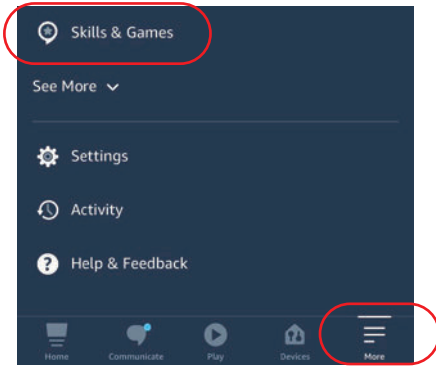 Skills & Games
See More
Settings
Activity
? Help & Feedback
Home Communicate Play Devices More